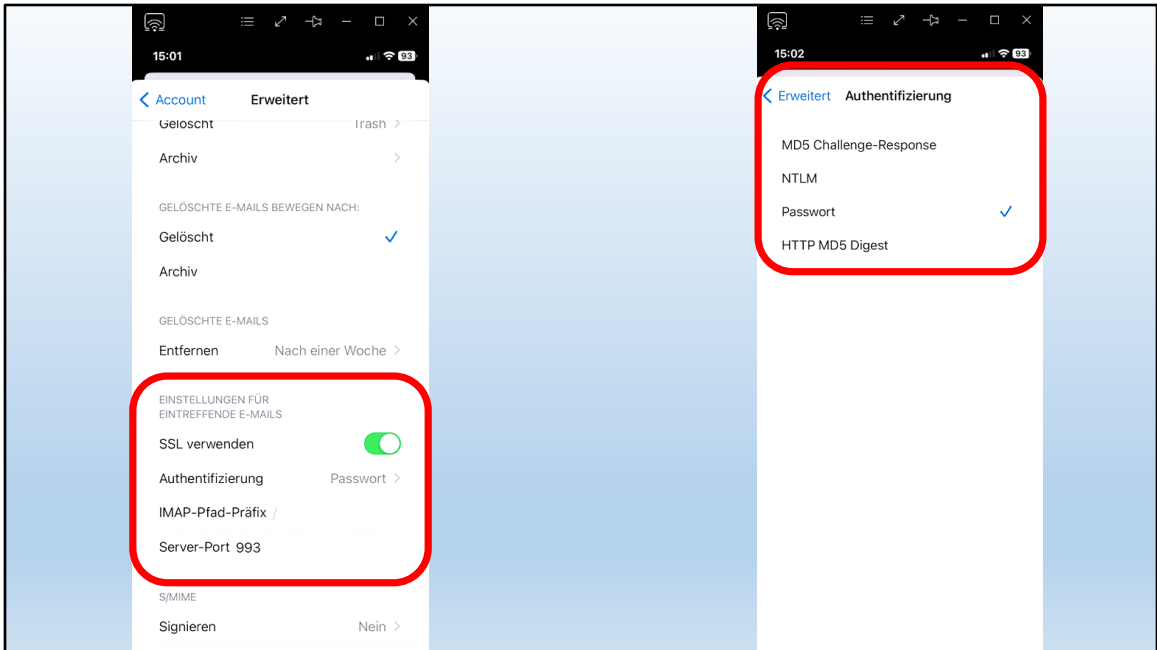 15:01
93
Account
Erweitert
Gelöscht
Trash
Archiv
GELÖSCHTE E-MAILS BEWEGEN NACH:
Gelöscht
Archiv
GELÖSCHTE E-MAILS
Entfernen
Nach einer Woche
EINSTELLUNGEN FÜR
EINTREFFENDE E-MAILS
SSL verwenden
Authentifizierung
Passwort
IMAP-Pfad-Präfix /
Server-Port 993
S/MIME
Signieren
Nein
15:02
93
Erweitert
Authentifizierung
MD5 Challenge-Response
NTLM
Passwort
HTTP MD5 Digest